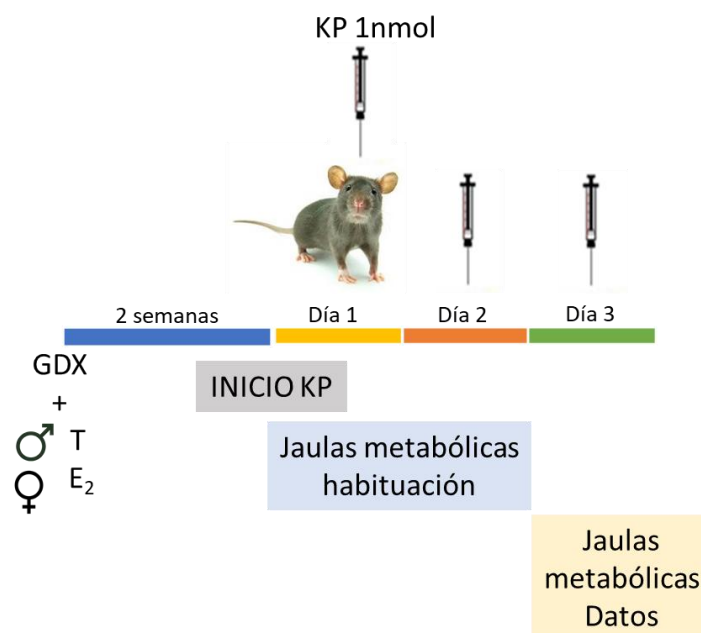 KP 1nmol
2 semanas
Día 1
Día 2
Día 3
GDX
+
T
E₂
INICIO KP
Jaulas metabólicas
habituación
Jaulas
metabólicas
Datos